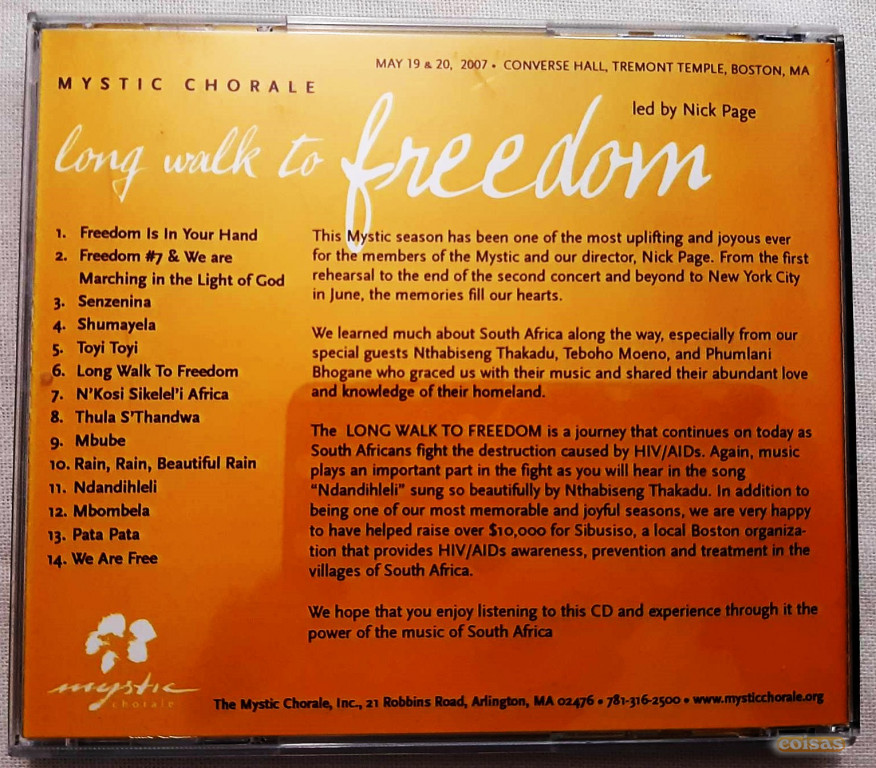 MAY 19 & 20, 2007 • CONVERSE HALL, TREMONT TEMPLE, BOSTON, MA
MYSTIC CHORALE
led by Nick Page
long walk to freedom
1. Freedom Is In Your Hand
2. Freedom #7 & We are
Marching in the Light of God
3. Senzenina
4. Shumayela
5. Toyi Toyi
6. Long Walk To Freedom
7. N'Kosi Sikelel'i Africa
8. Thula S'Thandwa
9. Mbube
10. Rain, Rain, Beautiful Rain
11. Ndandihleli
12. Mbombela
13. Pata Pata
14. We Are Free
This Mystic season has been one of the most uplifting and joyous ever
for the members of the Mystic and our director, Nick Page. From the first
rehearsal to the end of the second concert and beyond to New York City
in June, the memories fill our hearts.
We learned much about South Africa along the way, especially from our
special guests Nthabiseng Thakadu, Teboho Moeno, and Phumlani
Bhogane who graced us with their music and shared their abundant love
and knowledge of their homeland.
The LONG WALK TO FREEDOM is a journey that continues on today as
South Africans fight the destruction caused by HIV/AIDs. Again, music
plays an important part in the fight as you will hear in the song
"Ndandihleli" sung so beautifully by Nthabiseng Thakadu. In addition to
being one of our most memorable and joyful seasons, we are very happy
to have helped raise over $10,000 for Sibusiso, a local Boston organiza-
tion that provides HIV/AIDs awareness, prevention and treatment in the
villages of South Africa.
We hope that you enjoy listening to this CD and experience through it the
power of the music of South Africa
mystic
chorale
The Mystic Chorale, Inc., 21 Robbins Road, Arlington, MA 02476 • 781-316-2500 • www.mysticchorale.org
coisas